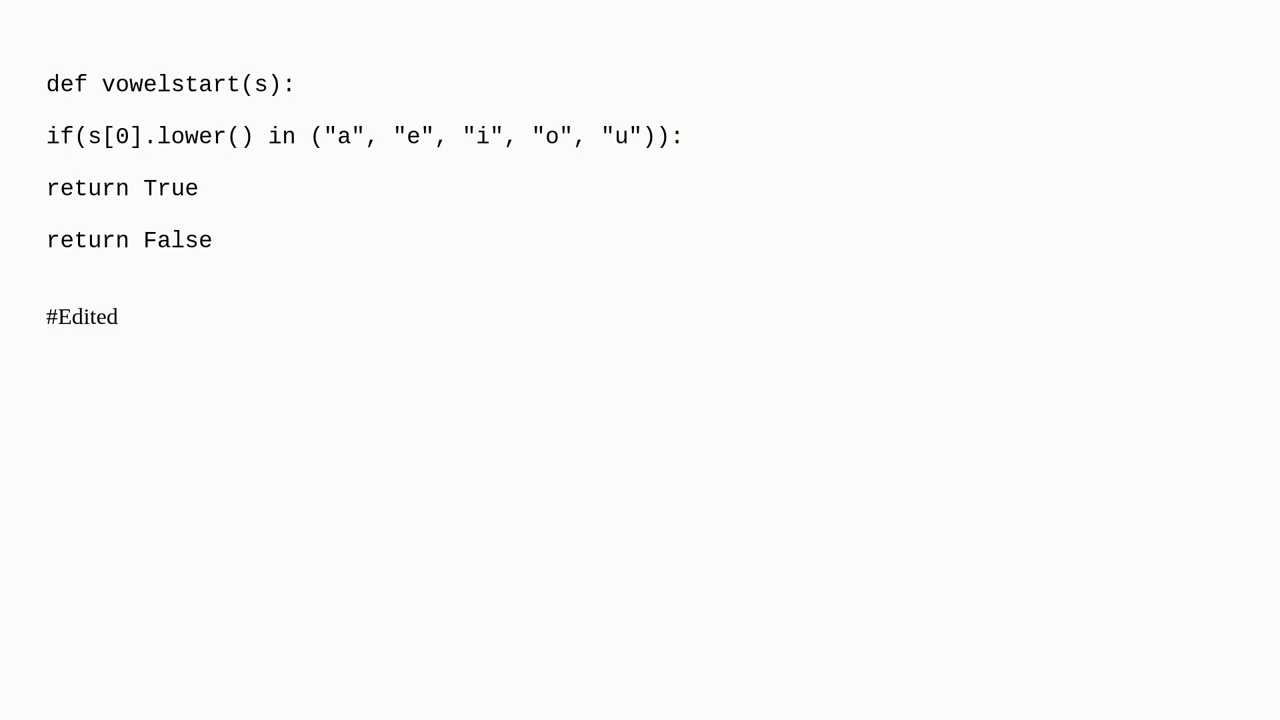 def vowelstart(s):
if(s[0].lower() in ("a", "e", "i", "o", "u")):
return True
return False
#Edited